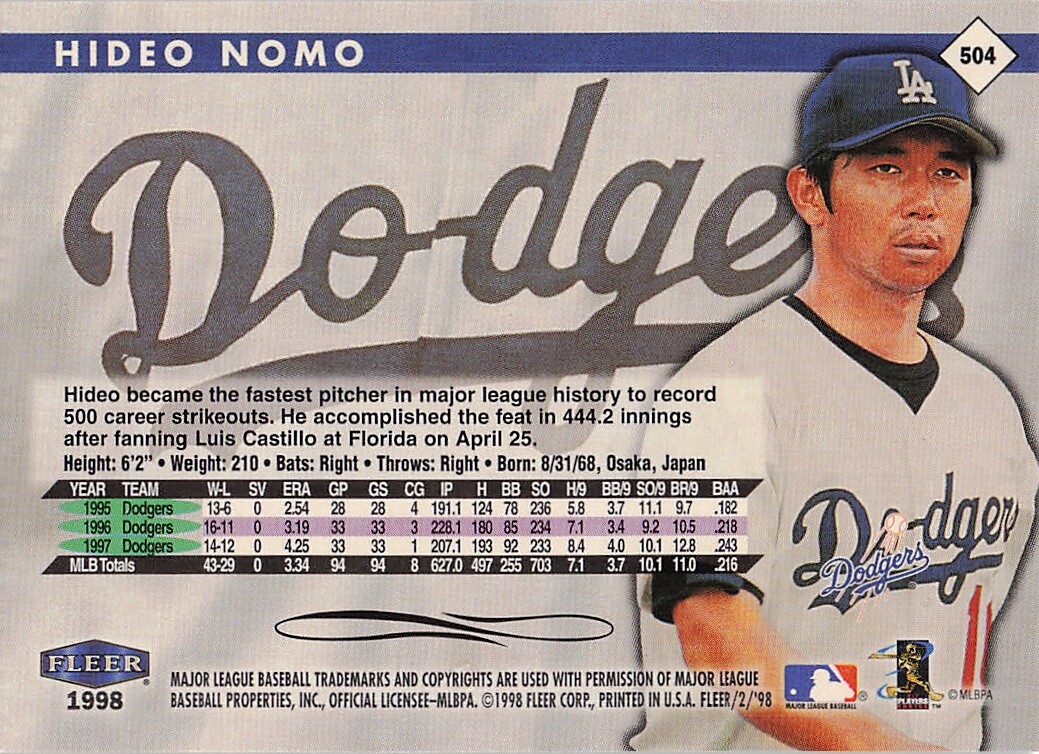 HIDEO NOMO
504
LA
Dodgers
Hideo became the fastest pitcher in major league history to record
500 career strikeouts. He accomplished the feat in 444.2 innings
after fanning Luis Castillo at Florida on April 25.
Height: 6'2" • Weight: 210 • Bats: Right • Throws: Right • Born: 8/31/68, Osaka, Japan
YEAR TEAM W-L SV ERA GP GS CG IP H BB SO H/9 BB/9 SO/9 BR/9 BAA
1995 Dodgers 13-6 0 2.54 28 28 4 191.1 124 78 236 5.8 3.7 11.1 9.7 .182
1996 Dodgers 16-11 0 3.19 33 33 3 228.1 180 85 234 7.1 3.4 9.2 10.5 .218
1997 Dodgers 14-12 0 4.25 33 33 1 207.1 193 92 233 8.4 4.0 10.1 12.8 .243
MLB Totals 43-29 0 3.34 94 94 8 627.0 497 255 703 7.1 3.7 10.1 11.0 .216
Dodgers
Dodgers
FLEER
1998
MAJOR LEAGUE BASEBALL TRADEMARKS AND COPYRIGHTS ARE USED WITH PERMISSION OF MAJOR LEAGUE
BASEBALL PROPERTIES, INC., OFFICIAL LICENSEE–MLBPA. ©1998 FLEER CORP., PRINTED IN U.S.A. FLEER/2/'98
MAJOR LEAGUE BASEBALL ®
PLAYERS
™ ©MLBPA